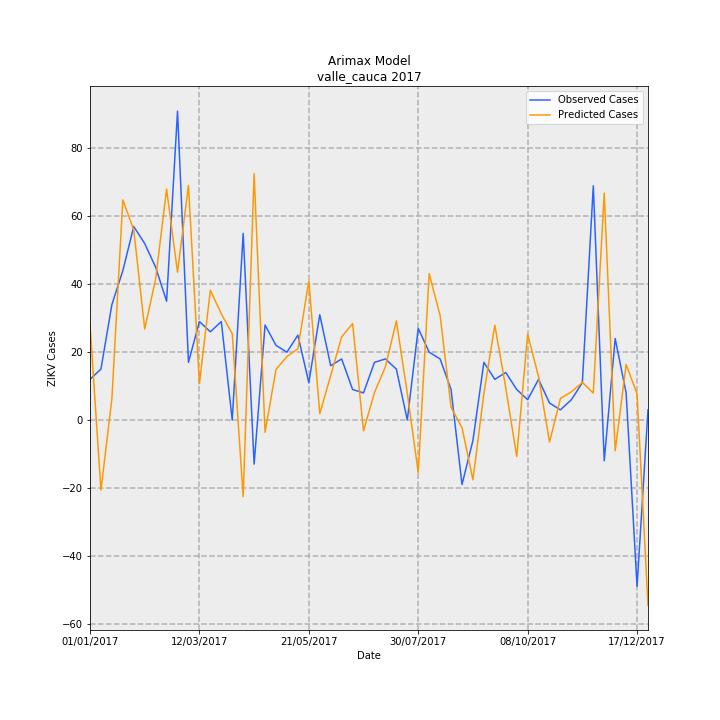 Arimax Model
valle_cauca 2017
Observed Cases
Predicted Cases
ZIKV Cases
80
60
40
20
0
−20
−40
−60
01/01/2017
12/03/2017
21/05/2017
30/07/2017
08/10/2017
17/12/2017
Date